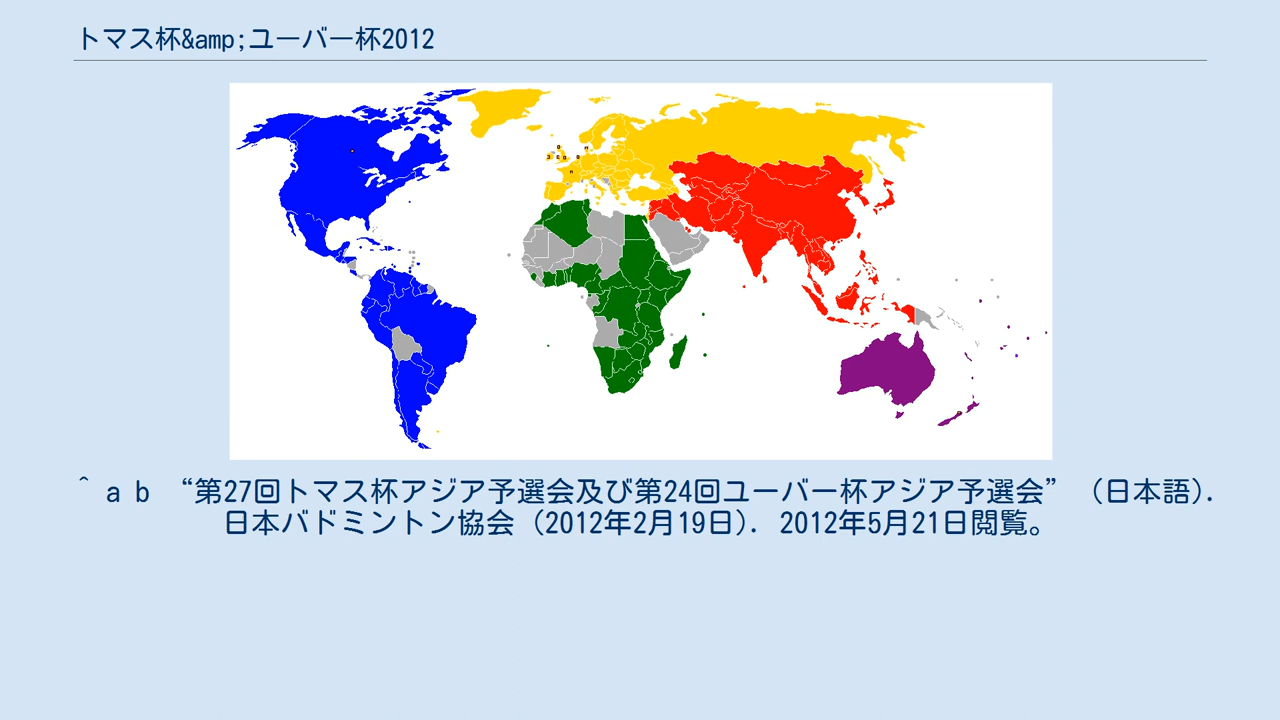 トマス杯&amp;ユーバー杯2012
^ a b “第27回トマス杯アジア予選会及び第24回ユーバー杯アジア予選会” (日本語).
日本バドミントン協会 (2012年2月19日). 2012年5月21日閲覧。